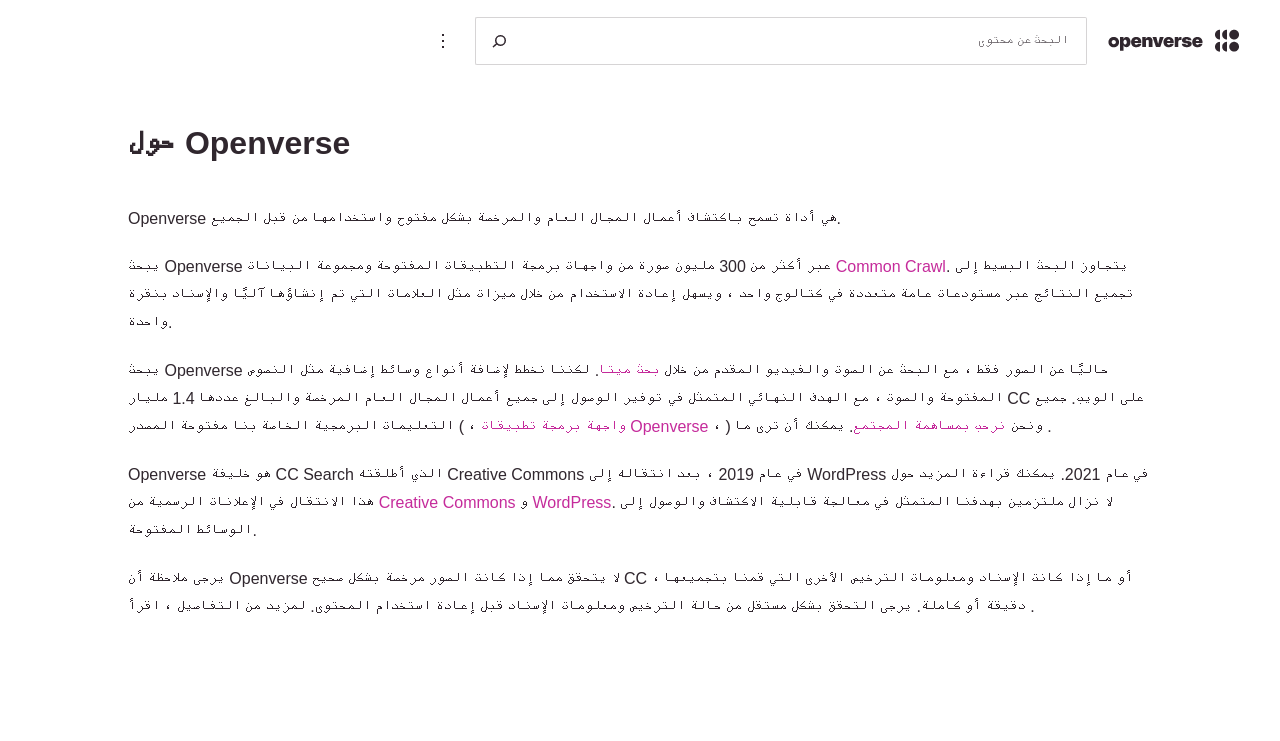 openverse
البحث عن محتوى
حول Openverse
Openverse هي أداة تسمح باكتشاف أعمال المجال العام والمرخصة بشكل مفتوح واستخدامها من قبل الجميع.
يبحث Openverse عبر أكثر من 300 مليون صورة من واجهات برمجة التطبيقات المفتوحة ومجموعة البيانات Common Crawl. يتجاوز البحث البسيط إلى
تجميع النتائج عبر مستودعات عامة متعددة في كتالوج واحد ، ويسهل إعادة الاستخدام من خلال ميزات مثل العلامات التي تم إنشاؤها آليًا والإسناد بنقرة
واحدة.
يبحث Openverse حاليًا عن الصور فقط ، مع البحث عن الصوت والفيديو المقدم من خلال بحث ميتا. لكننا نخطط لإضافة أنواع وسائط إضافية مثل النصوص
المفتوحة والصوت ، مع الهدف النهائي المتمثل في توفير الوصول إلى جميع أعمال المجال العام المرخصة والبالغ عددها 1.4 مليار CC على الويب. جميع
التعليمات البرمجية الخاصة بنا مفتوحة المصدر ( ، واجهة برمجة تطبيقات Openverse ، ) ونحن نرحب بمساهمة المجتمع. يمكنك أن ترى ما .
Openverse هو خليفة CC Search الذي أطلقته Creative Commons في عام 2019 ، بعد انتقاله إلى WordPress في عام 2021. يمكنك قراءة المزيد حول
هذا الانتقال في الإعلانات الرسمية من Creative Commons و WordPress. لا نزال ملتزمين بهدفنا المتمثل في معالجة قابلية الاكتشاف والوصول إلى
الوسائط المفتوحة.
يرجى ملاحظة أن Openverse لا يتحقق مما إذا كانت الصور مرخصة بشكل صحيح CC ، أو ما إذا كانت الإسناد ومعلومات الترخيص الأخرى التي قمنا بتجميعها
دقيقة أو كاملة. يرجى التحقق بشكل مستقل من حالة الترخيص ومعلومات الإسناد قبل إعادة استخدام المحتوى. لمزيد من التفاصيل ، اقرأ .